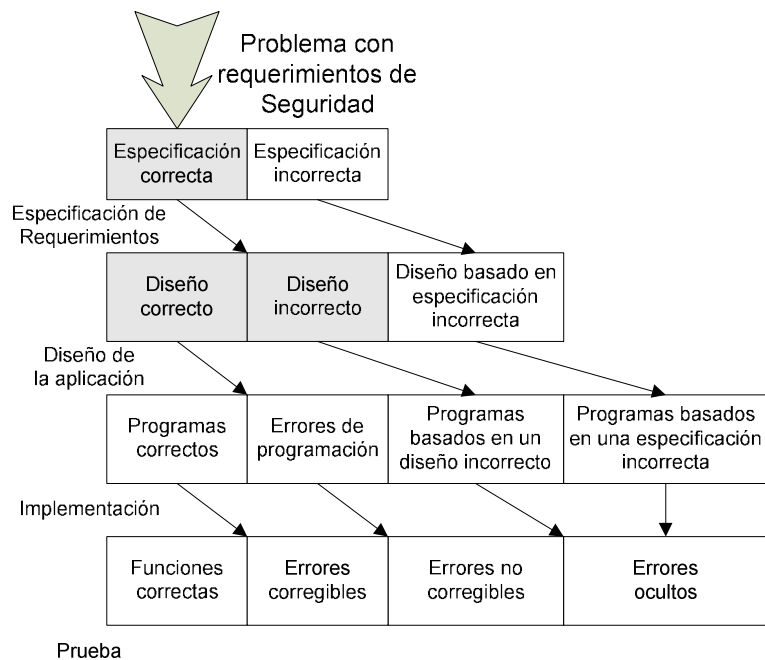 Problema con
requerimientos de
Seguridad
Especificación
correcta
Especificación
incorrecta
Especificación de
Requerimientos
Diseño
correcto
Diseño
incorrecto
Diseño basado en
especificación
incorrecta
Diseño de
la aplicación
Programas
correctos
Errores de
programación
Programas
basados en un
diseño incorrecto
Programas basados
en una especificación
incorrecta
Implementación
Funciones
correctas
Errores
corregibles
Errores no
corregibles
Errores
ocultos
Prueba